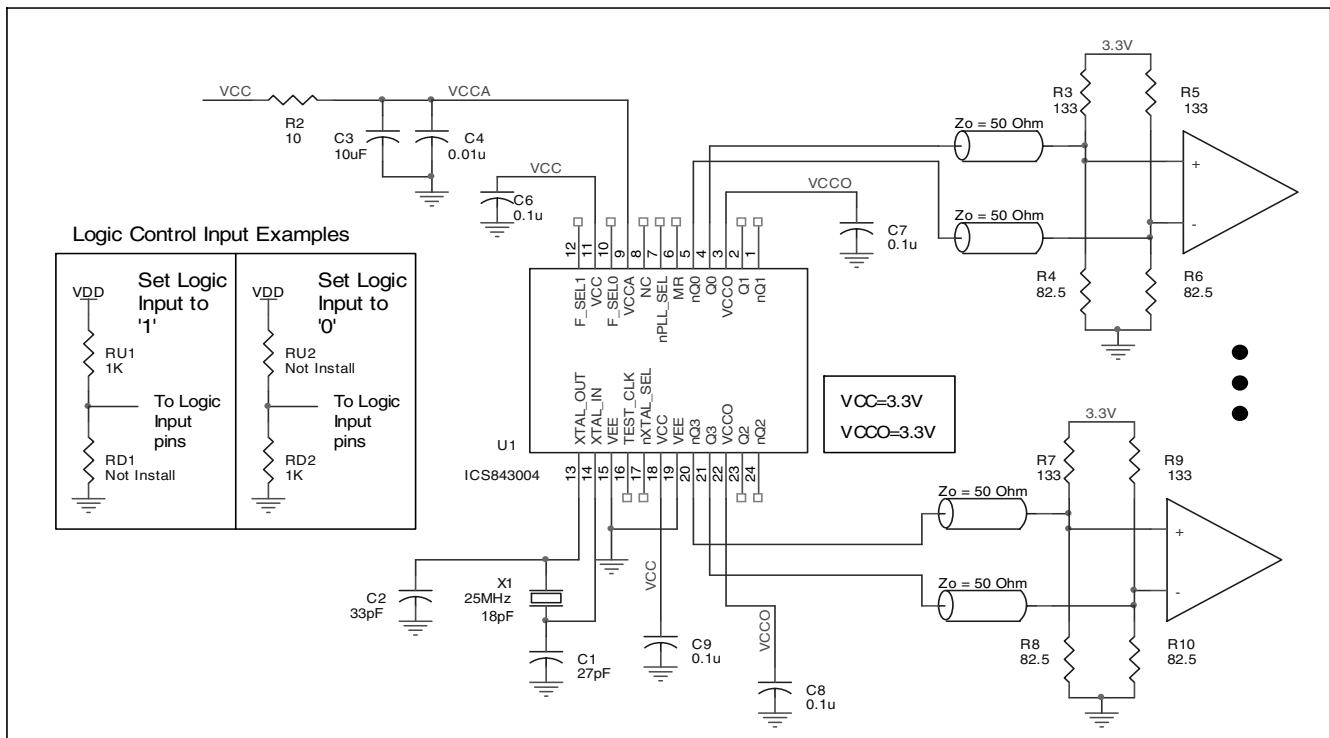 VCC
R2
10
C3
10uF
VCCA
C4
0.01u
VCC
C6
0.1u
VCCO
C7
0.1u
Zo = 50 Ohm
Zo = 50 Ohm
3.3V
R3
133
R5
133
R4
82.5
R6
82.5
+
-
Logic Control Input Examples
Set Logic
Input to
'1'
VDD
RU1
1K
To Logic
Input
pins
RD1
Not Install
Set Logic
Input to
'0'
VDD
RU2
Not Install
To Logic
Input
pins
RD2
1K
12
11
10
9
8
7
6
5
4
3
2
1
F_SEL1
VCC
F_SEL0
VCCA
NC
nPLL_SEL
MR
nQ0
Q0
VCCO
Q1
nQ1
XTAL_OUT
XTAL_IN
VEE
TEST_CLK
nXTAL_SEL
VCC
VEE
nQ3
Q3
VCCO
Q2
nQ2
13
14
15
16
17
18
19
20
21
22
23
24
U1
ICS843004
VCC=3.3V
VCCO=3.3V
C2
33pF
X1
25MHz
18pF
C1
27pF
VCC
C9
0.1u
VCCO
C8
0.1u
Zo = 50 Ohm
Zo = 50 Ohm
3.3V
R7
133
R9
133
R8
82.5
R10
82.5
+
-